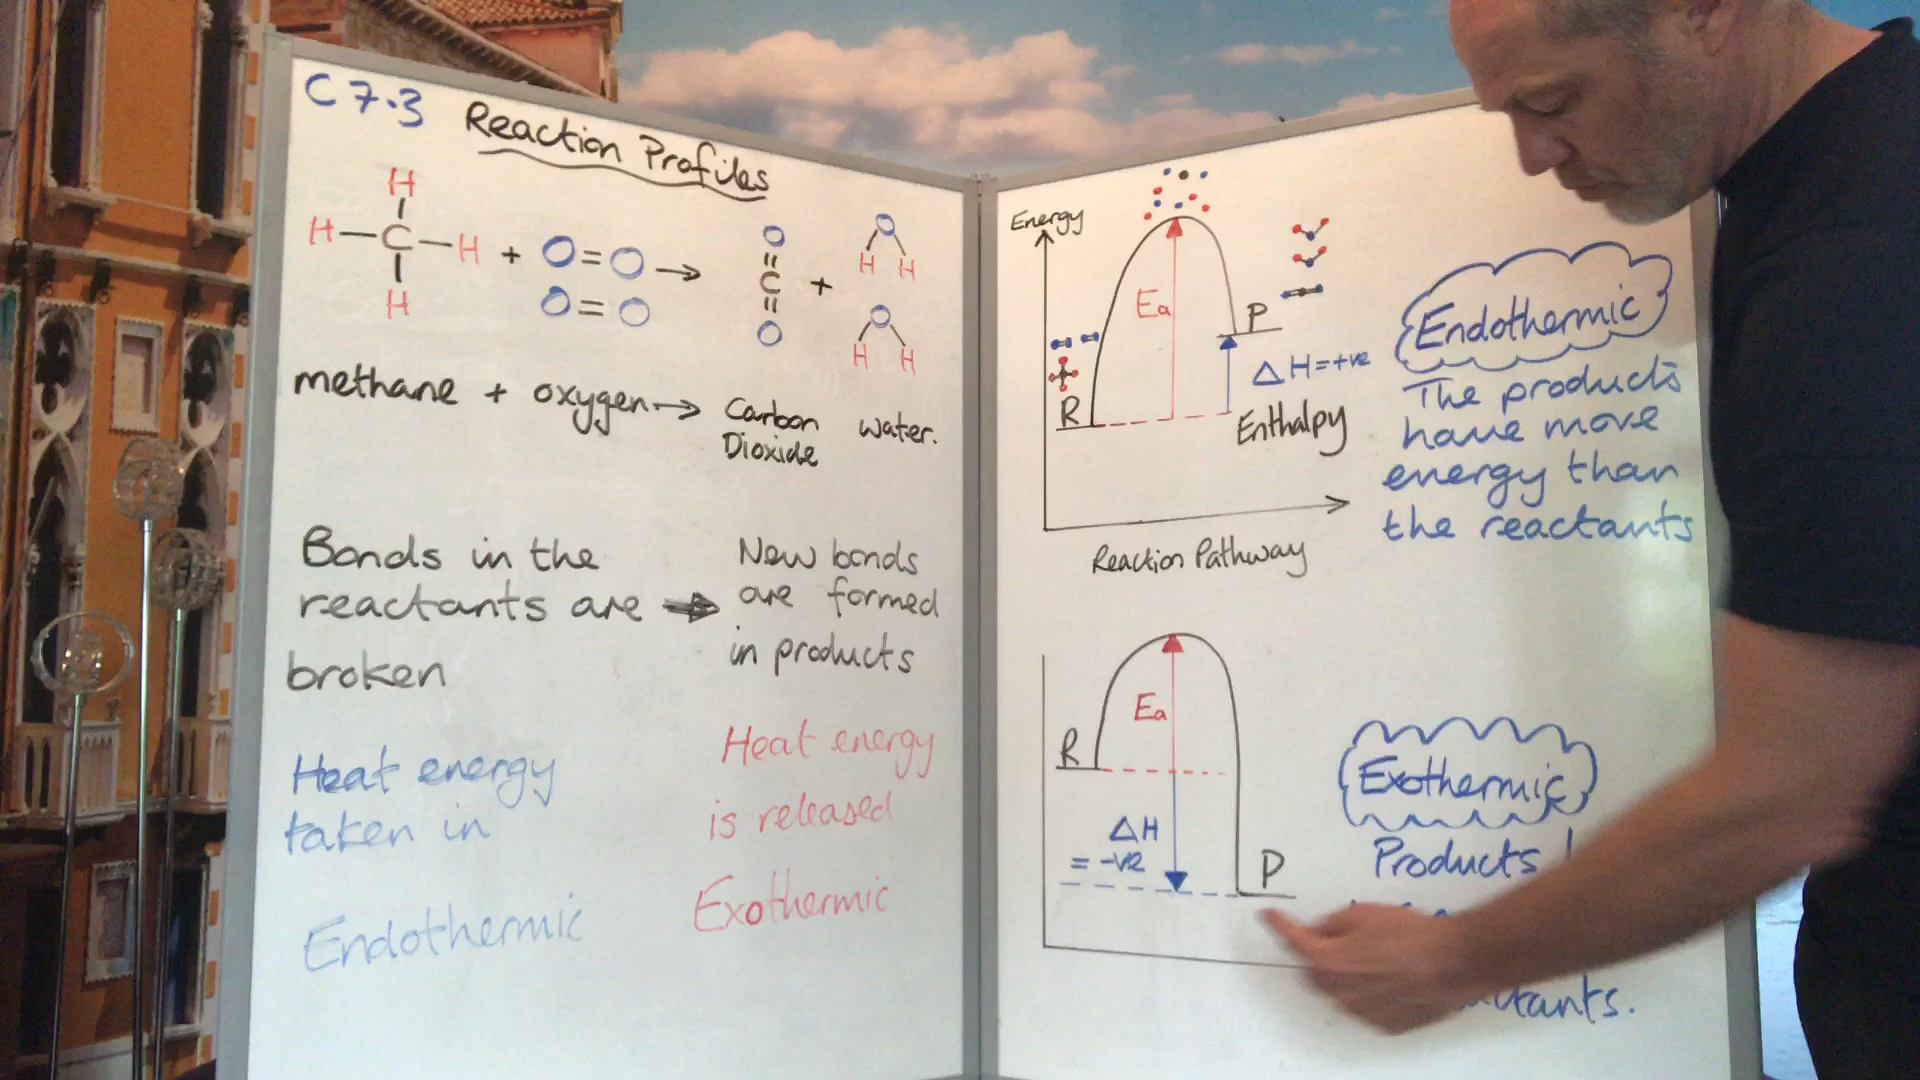 C 7.3 Reaction Profiles
H
H — C — H + O = O → O = C = O + O H H
H O = O O H H
methane + oxygen → Carbon Dioxide water.
Bonds in the
reactants are →
broken
New bonds
are formed
in products
Heat energy
taken in
Heat energy
is released
Endothermic
Exothermic
Energy
Ea
P
R
ΔH = +ve
Enthalpy
Reaction Pathway
Endothermic
The products
have more
energy than
the reactants
Ea
R
ΔH
= -ve
P
Exothermic
Products